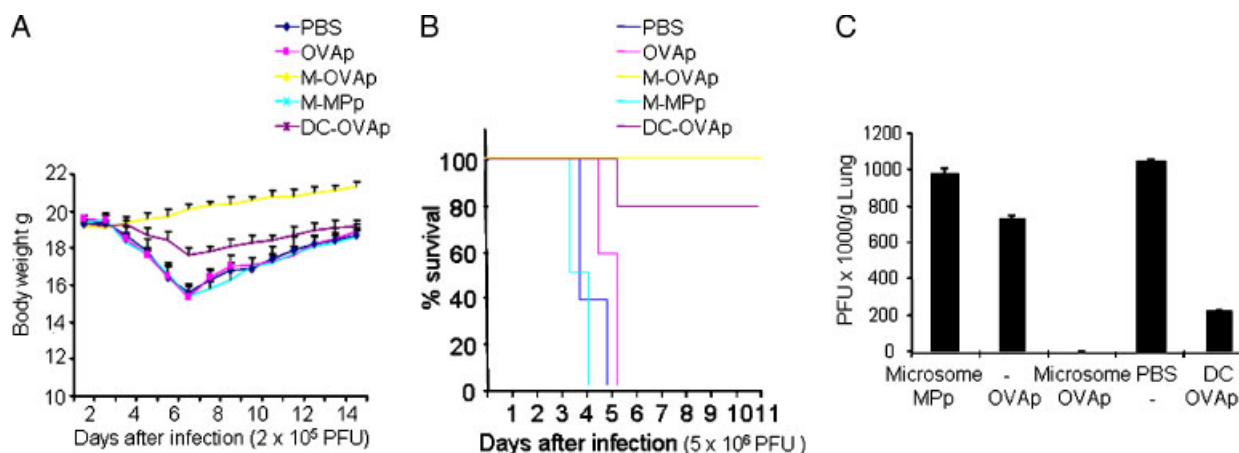 A
PBS
OVAp
M-OVAp
M-MPp
DC-OVAp
22
20
18
16
14
12
10
Body weight g
2 4 6 8 10 12 14
Days after infection (2 x 10⁵ PFU)
B
PBS
OVAp
M-OVAp
M-MPp
DC-OVAp
100
80
60
40
20
0
% survival
1 2 3 4 5 6 7 8 9 10 11
Days after infection (5 x 10⁶ PFU )
C
1200
1000
800
600
400
200
0
PFU x 1000/g Lung
Microsome - Microsome PBS DC
MPp OVAp OVAp - OVAp